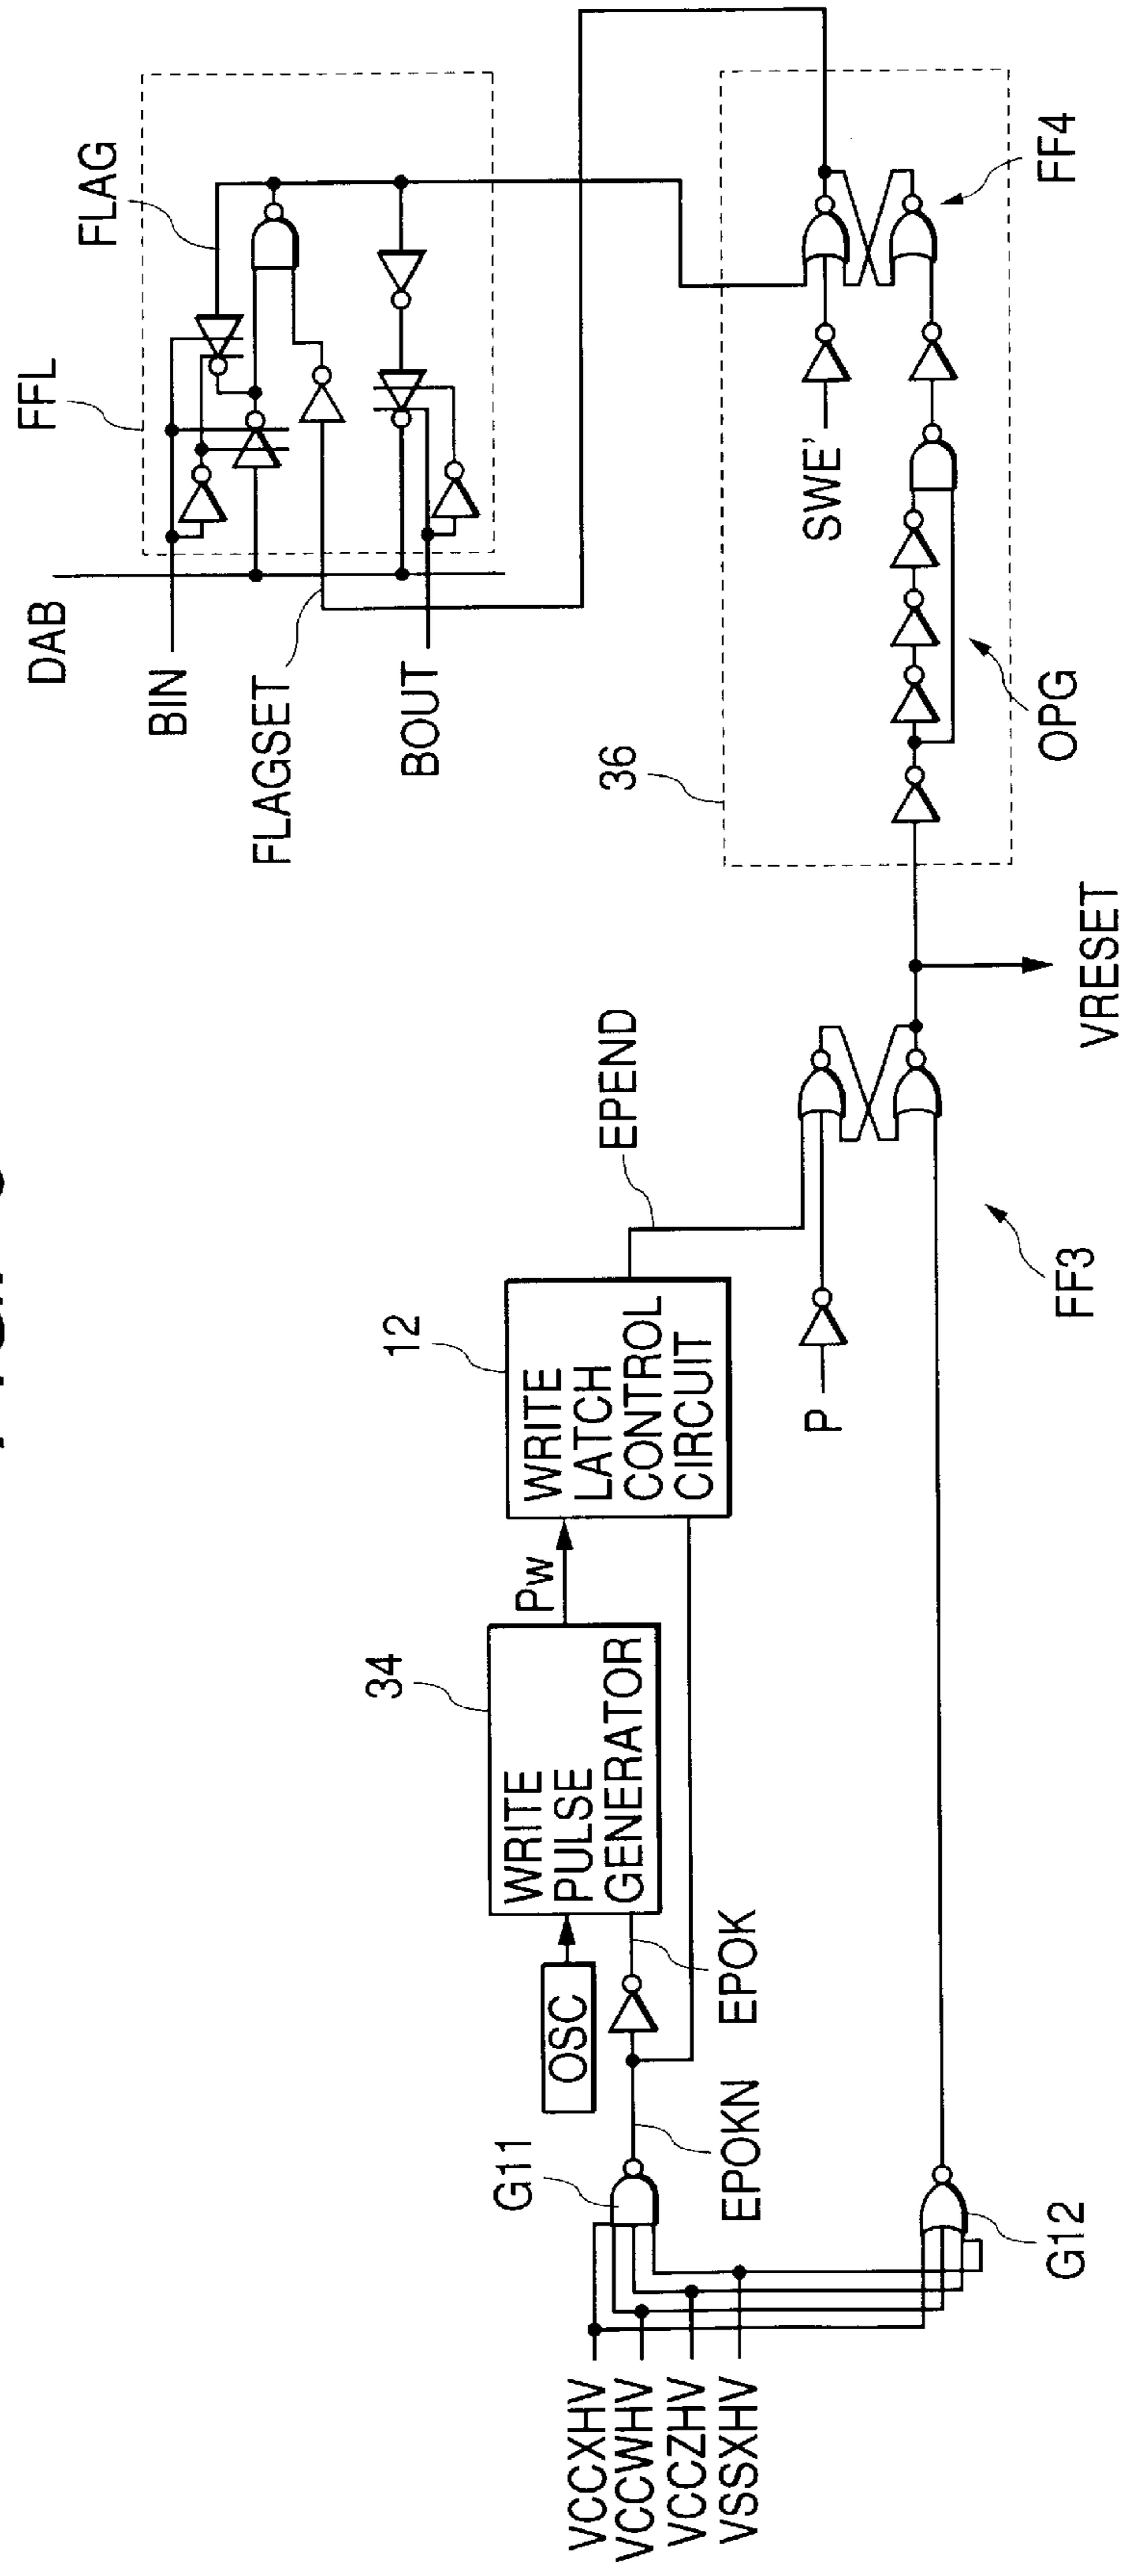 DAB
BIN
FLAGSET
BOUT
FFL
FLAG
36
SWE'
OPG
FF4
VRESET
EPEND
FF3
12
WRITE
LATCH
CONTROL
CIRCUIT
P
Pw
34
WRITE
PULSE
GENERATOR
OSC
EPOK
EPOKN
G11
G12
VCCXHV
VCCWHV
VCCZHV
VSSXHV